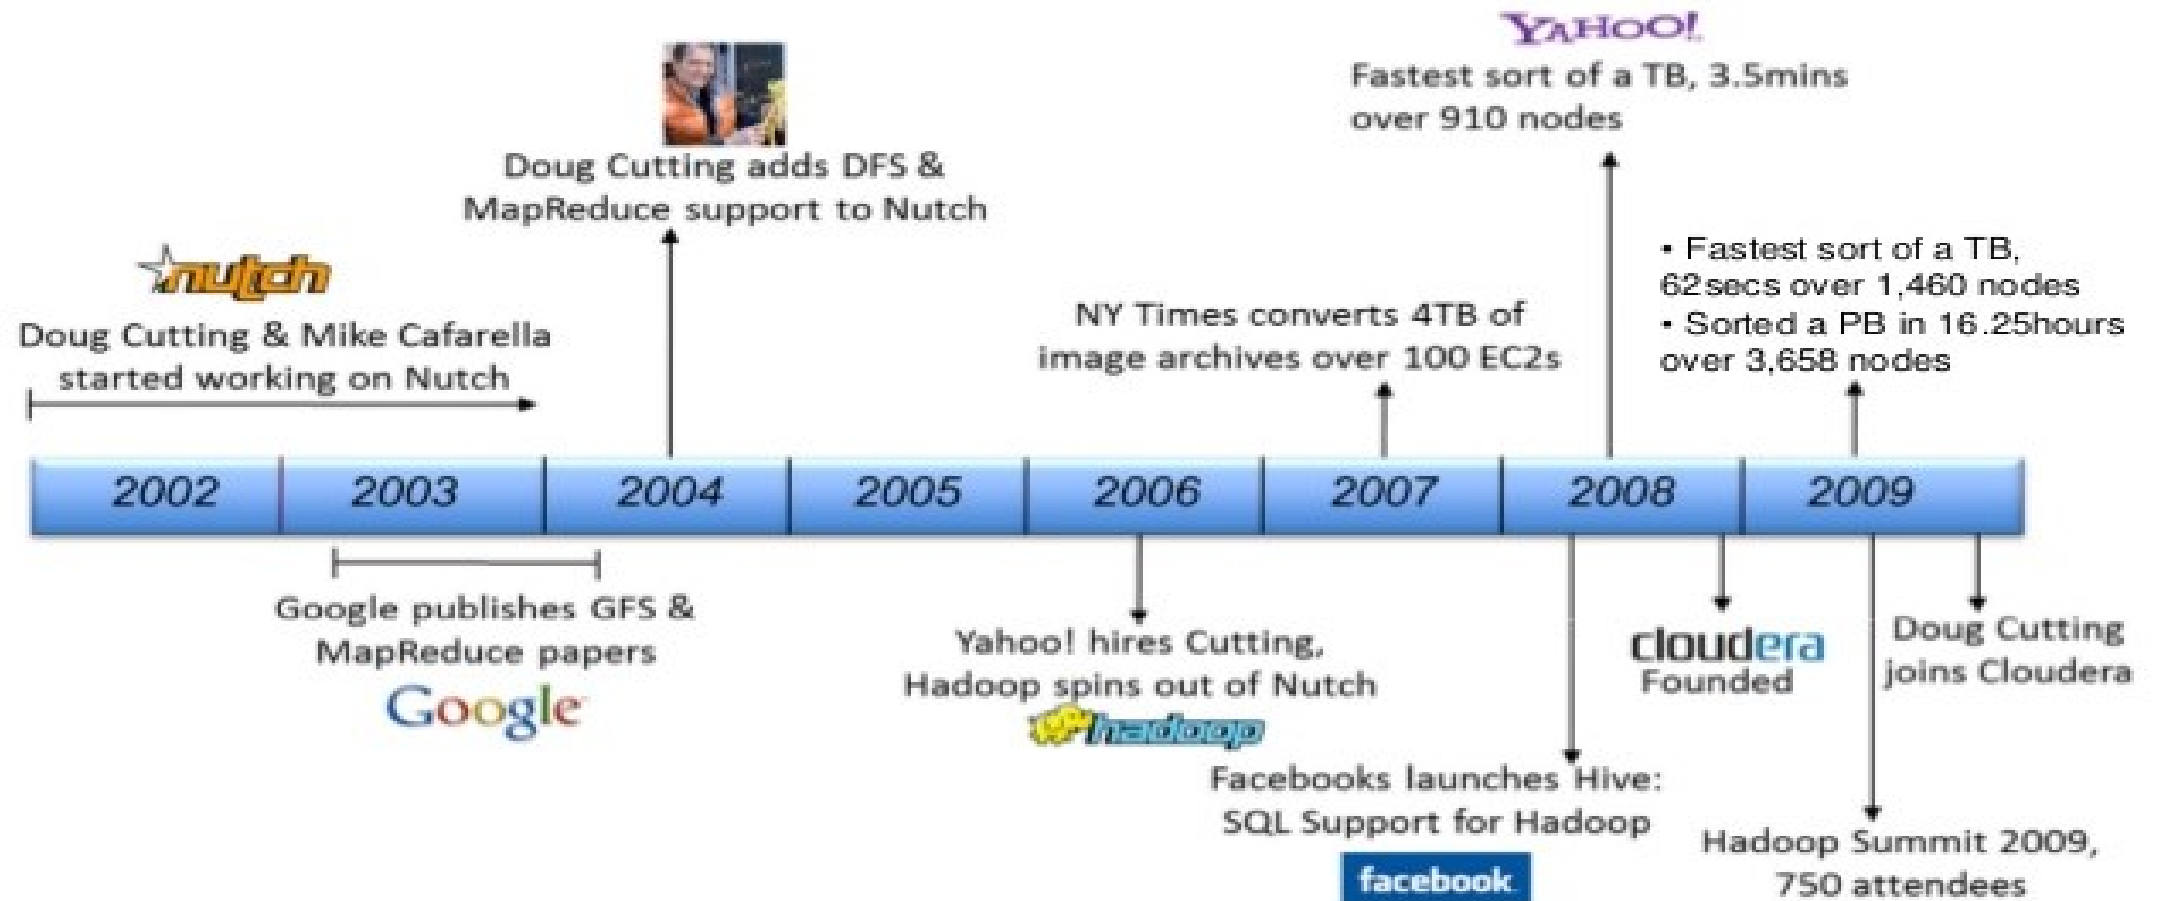 YAHOO!
Fastest sort of a TB, 3.5mins
over 910 nodes
Doug Cutting adds DFS &
MapReduce support to Nutch
nutch
Doug Cutting & Mike Cafarella
started working on Nutch
NY Times converts 4TB of
image archives over 100 EC2s
• Fastest sort of a TB,
62secs over 1,460 nodes
• Sorted a PB in 16.25hours
over 3,658 nodes
2002 2003 2004 2005 2006 2007 2008 2009
Google publishes GFS &
MapReduce papers
Google
Yahoo! hires Cutting,
Hadoop spins out of Nutch
hadoop
Facebooks launches Hive:
SQL Support for Hadoop
facebook
cloudera
Founded
Doug Cutting
joins Cloudera
Hadoop Summit 2009,
750 attendees